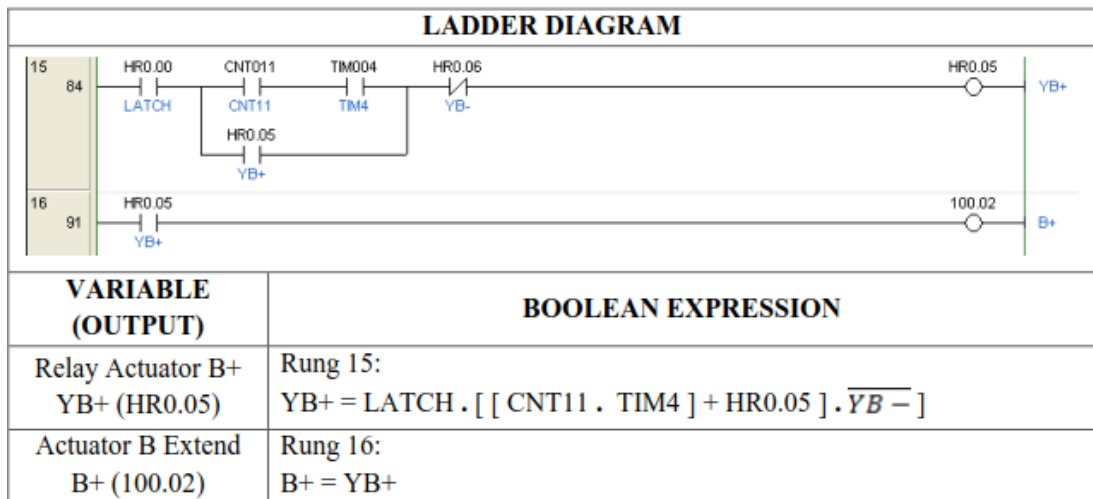 LADDER DIAGRAM
15
84
HR0.00 CNT011 TIM004 HR0.06 HR0.05
LATCH CNT11 TIM4 YB- YB+
HR0.05
YB+
16
91
HR0.05 100.02
YB+ B+
VARIABLE
(OUTPUT)
BOOLEAN EXPRESSION
Relay Actuator B+
YB+ (HR0.05)
Rung 15:
YB+ = LATCH . [ [ CNT11 . TIM4 ] + HR0.05 ] . Y̅B̅ ̅−̅ ]
Actuator B Extend
B+ (100.02)
Rung 16:
B+ = YB+